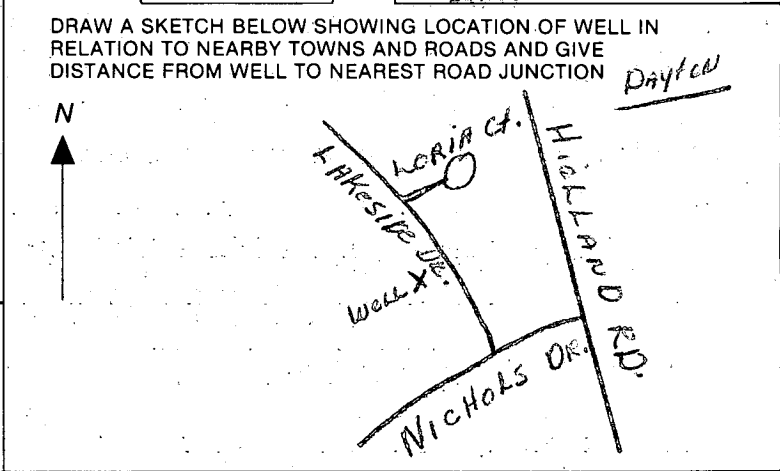 DRAW A SKETCH BELOW SHOWING LOCATION OF WELL IN
RELATION TO NEARBY TOWNS AND ROADS AND GIVE
DISTANCE FROM WELL TO NEAREST ROAD JUNCTION
DAYTON
N
LORIA Ct.
HIGHLAND RD.
LAKESIDE DR.
WELL X
NICHOLS DR.